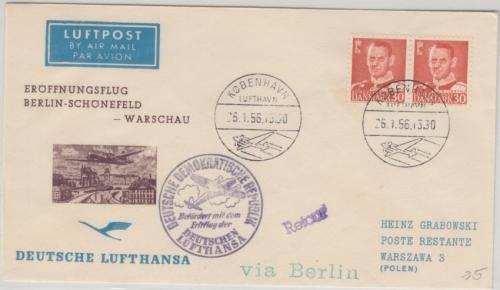 LUFTPOST
BY AIR MAIL
PAR AVION
ERÖFFNUNGSFLUG
BERLIN-SCHÖNEFELD
— WARSCHAU
DANMARK 30
DANMARK 30
KØBENHAVN
LUFTHAVN
26.1.56.13.30
KØBENHAVN
LUFTHAVN
26.1.56.13.30
DEUTSCHE DEMOKRATISCHE REPUBLIK
Befördert mit dem
Erstflug der
DEUTSCHEN
LUFTHANSA
Retour
DEUTSCHE LUFTHANSA
via Berlin
HEINZ GRABOWSKI
POSTE RESTANTE
WARSZAWA 3
(POLEN)
35